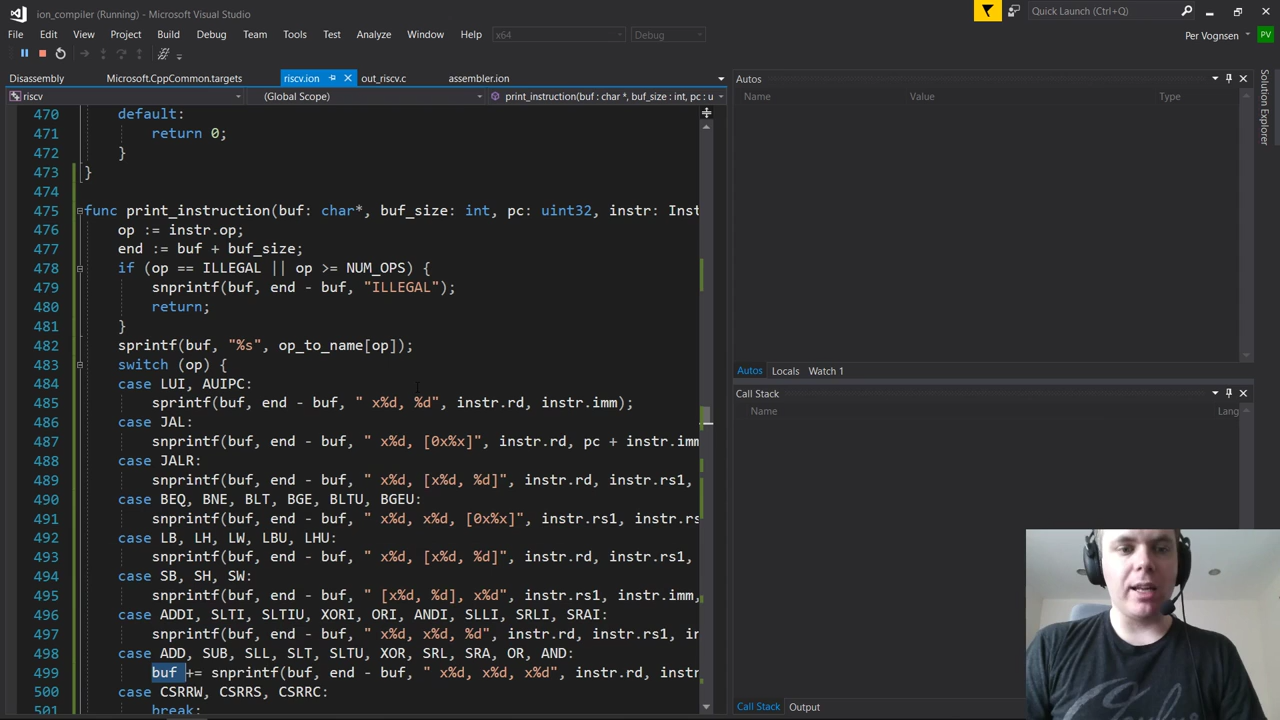 ion_compiler (Running) - Microsoft Visual Studio
Quick Launch (Ctrl+Q)
File Edit View Project Build Debug Team Tools Test Analyze Window Help x64 Debug Per Vognsen PV
Disassembly Microsoft.CppCommon.targets riscv.ion out_riscv.c assembler.ion
riscv (Global Scope) print_instruction(buf : char *, buf_size : int, pc : u
470 default:
471 return 0;
472 }
473 }
474
475 func print_instruction(buf: char*, buf_size: int, pc: uint32, instr: Inst
476 op := instr.op;
477 end := buf + buf_size;
478 if (op == ILLEGAL || op >= NUM_OPS) {
479 snprintf(buf, end - buf, "ILLEGAL");
480 return;
481 }
482 sprintf(buf, "%s", op_to_name[op]);
483 switch (op) {
484 case LUI, AUIPC:
485 sprintf(buf, end - buf, " x%d, %d", instr.rd, instr.imm);
486 case JAL:
487 snprintf(buf, end - buf, " x%d, [0x%x]", instr.rd, pc + instr.imm
488 case JALR:
489 snprintf(buf, end - buf, " x%d, [x%d, %d]", instr.rd, instr.rs1,
490 case BEQ, BNE, BLT, BGE, BLTU, BGEU:
491 snprintf(buf, end - buf, " x%d, x%d, [0x%x]", instr.rs1, instr.rs
492 case LB, LH, LW, LBU, LHU:
493 snprintf(buf, end - buf, " x%d, [x%d, %d]", instr.rd, instr.rs1,
494 case SB, SH, SW:
495 snprintf(buf, end - buf, " [x%d, %d], x%d", instr.rs1, instr.imm,
496 case ADDI, SLTI, SLTIU, XORI, ORI, ANDI, SLLI, SRLI, SRAI:
497 snprintf(buf, end - buf, " x%d, x%d, %d", instr.rd, instr.rs1, in
498 case ADD, SUB, SLL, SLT, SLTU, XOR, SRL, SRA, OR, AND:
499 buf += snprintf(buf, end - buf, " x%d, x%d, x%d", instr.rd, instr
500 case CSRRW, CSRRS, CSRRC:
break;
Autos
Name Value Type
Autos Locals Watch 1
Call Stack
Name Lang
Call Stack Output
Solution Explorer